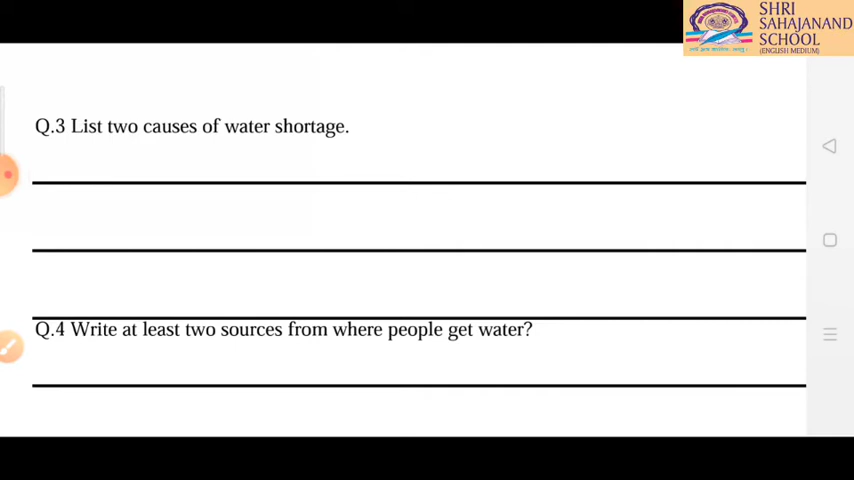 SHRI
SAHAJANAND
SCHOOL
(ENGLISH MEDIUM)
Q.3 List two causes of water shortage.
Q.4 Write at least two sources from where people get water?